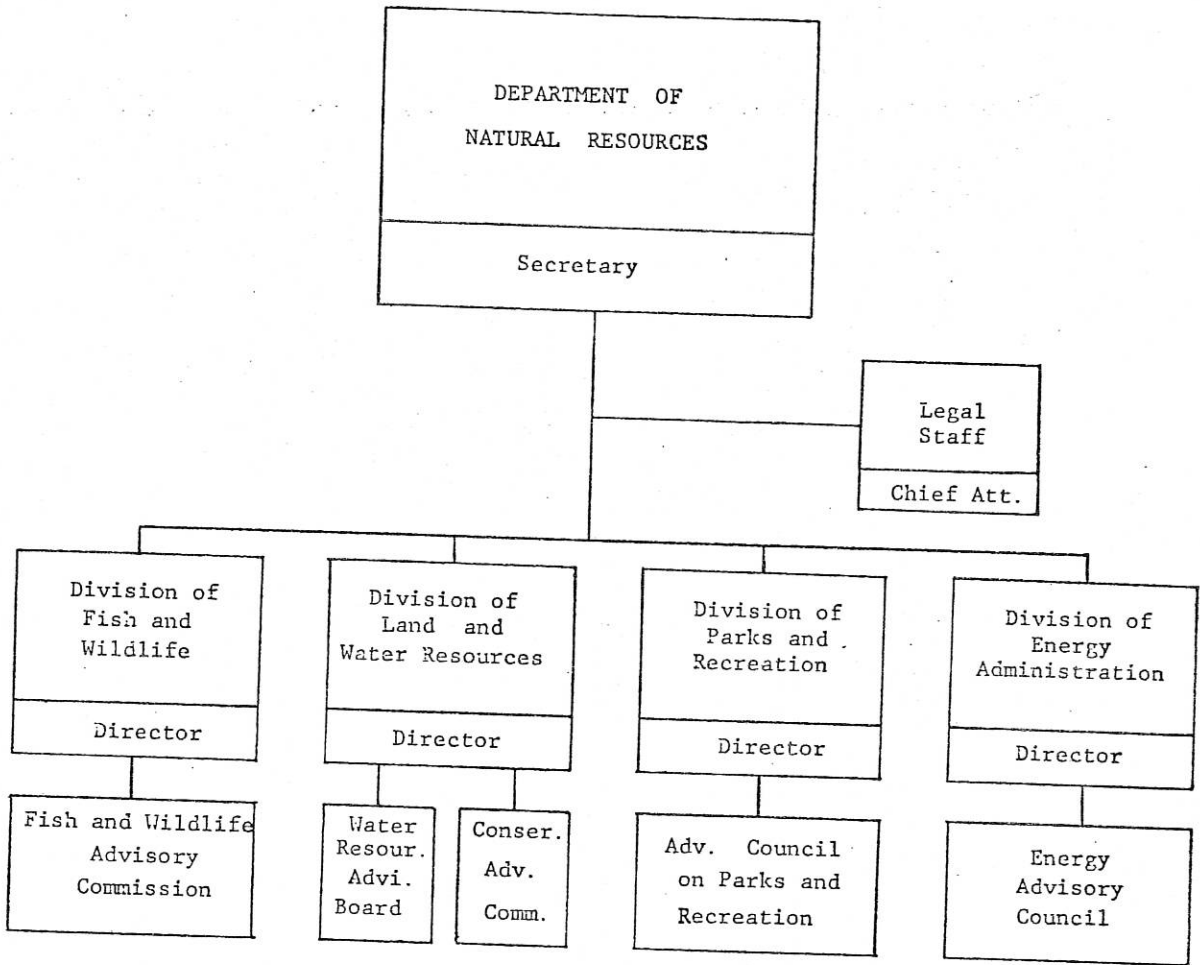 DEPARTMENT OF
NATURAL RESOURCES
Secretary
Legal
Staff
Chief Att.
Division of
Fish and
Wildlife
Director
Division of
Land and
Water Resources
Director
Division of
Parks and
Recreation
Director
Division of
Energy
Administration
Director
Fish and Wildlife
Advisory
Commission
Water
Resour.
Advi.
Board
Conser.
Adv.
Comm.
Adv. Council
on Parks and
Recreation
Energy
Advisory
Council